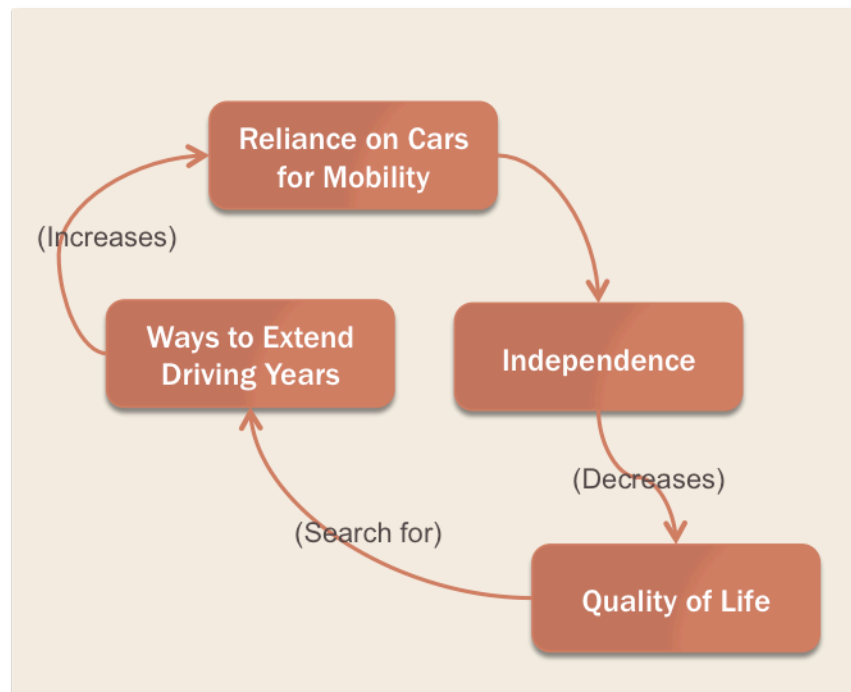 Reliance on Cars
for Mobility
(Increases)
Ways to Extend
Driving Years
Independence
(Decreases)
(Search for)
Quality of Life